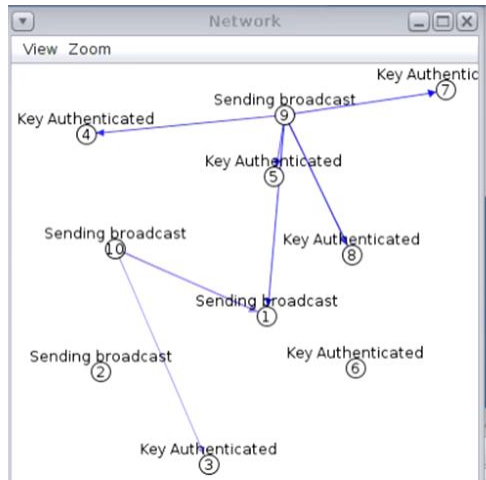 Network
View Zoom
Key Authentic
7
Sending broadcast
9
Key Authenticated
4
Key Authenticated
5
Sending broadcast
10
Key Authenticated
8
Sending broadcast
1
Sending broadcast
2
Key Authenticated
6
Key Authenticated
3